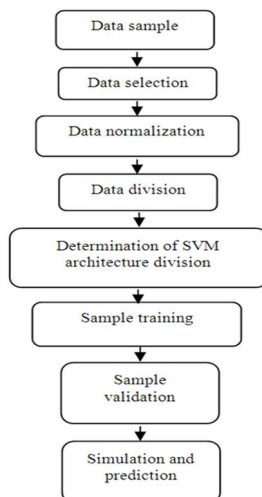 Data sample
Data selection
Data normalization
Data division
Determination of SVM
architecture division
Sample training
Sample
validation
Simulation and
prediction